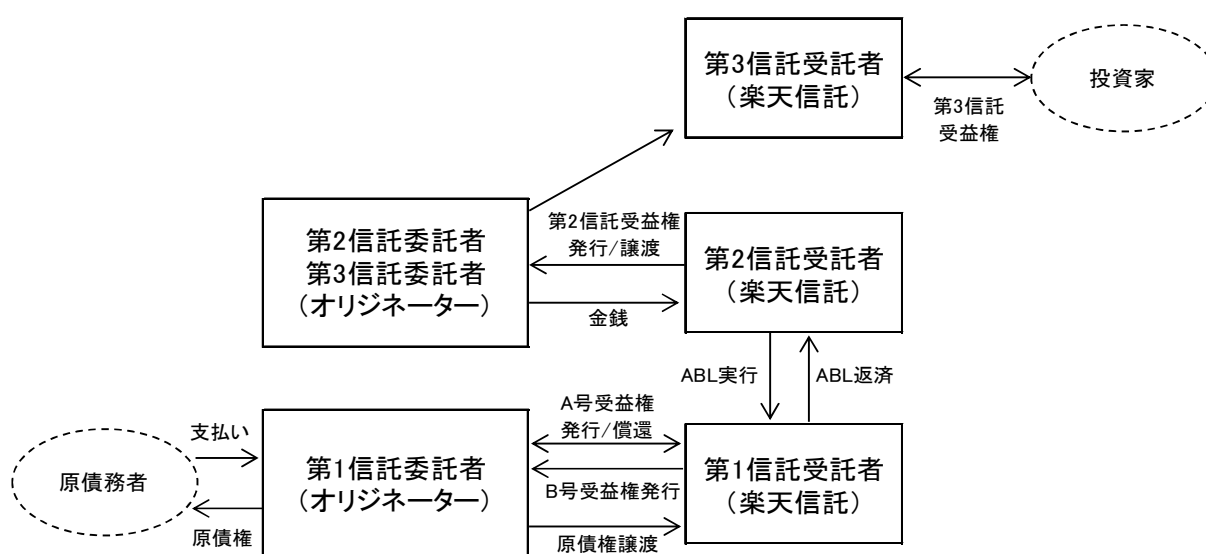 第3信託受託者
（楽天信託）
投資家
第3信託
受益権
第2信託委託者
第3信託委託者
（オリジネーター）
第2信託受益権
発行/譲渡
金銭
第2信託受託者
（楽天信託）
ABL実行
ABL返済
原債務者
支払い
原債権
第1信託委託者
（オリジネーター）
A号受益権
発行/償還
B号受益権発行
原債権譲渡
第1信託受託者
（楽天信託）